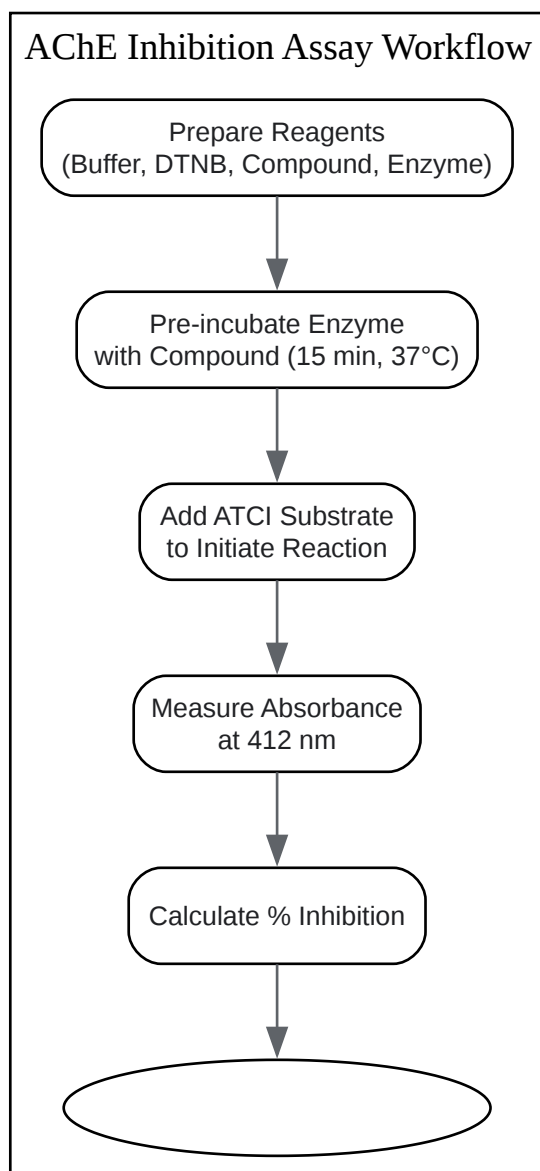 AChE Inhibition Assay Workflow
Prepare Reagents
(Buffer, DTNB, Compound, Enzyme)
Pre-incubate Enzyme
with Compound (15 min, 37°C)
Add ATCI Substrate
to Initiate Reaction
Measure Absorbance
at 412 nm
Calculate % Inhibition